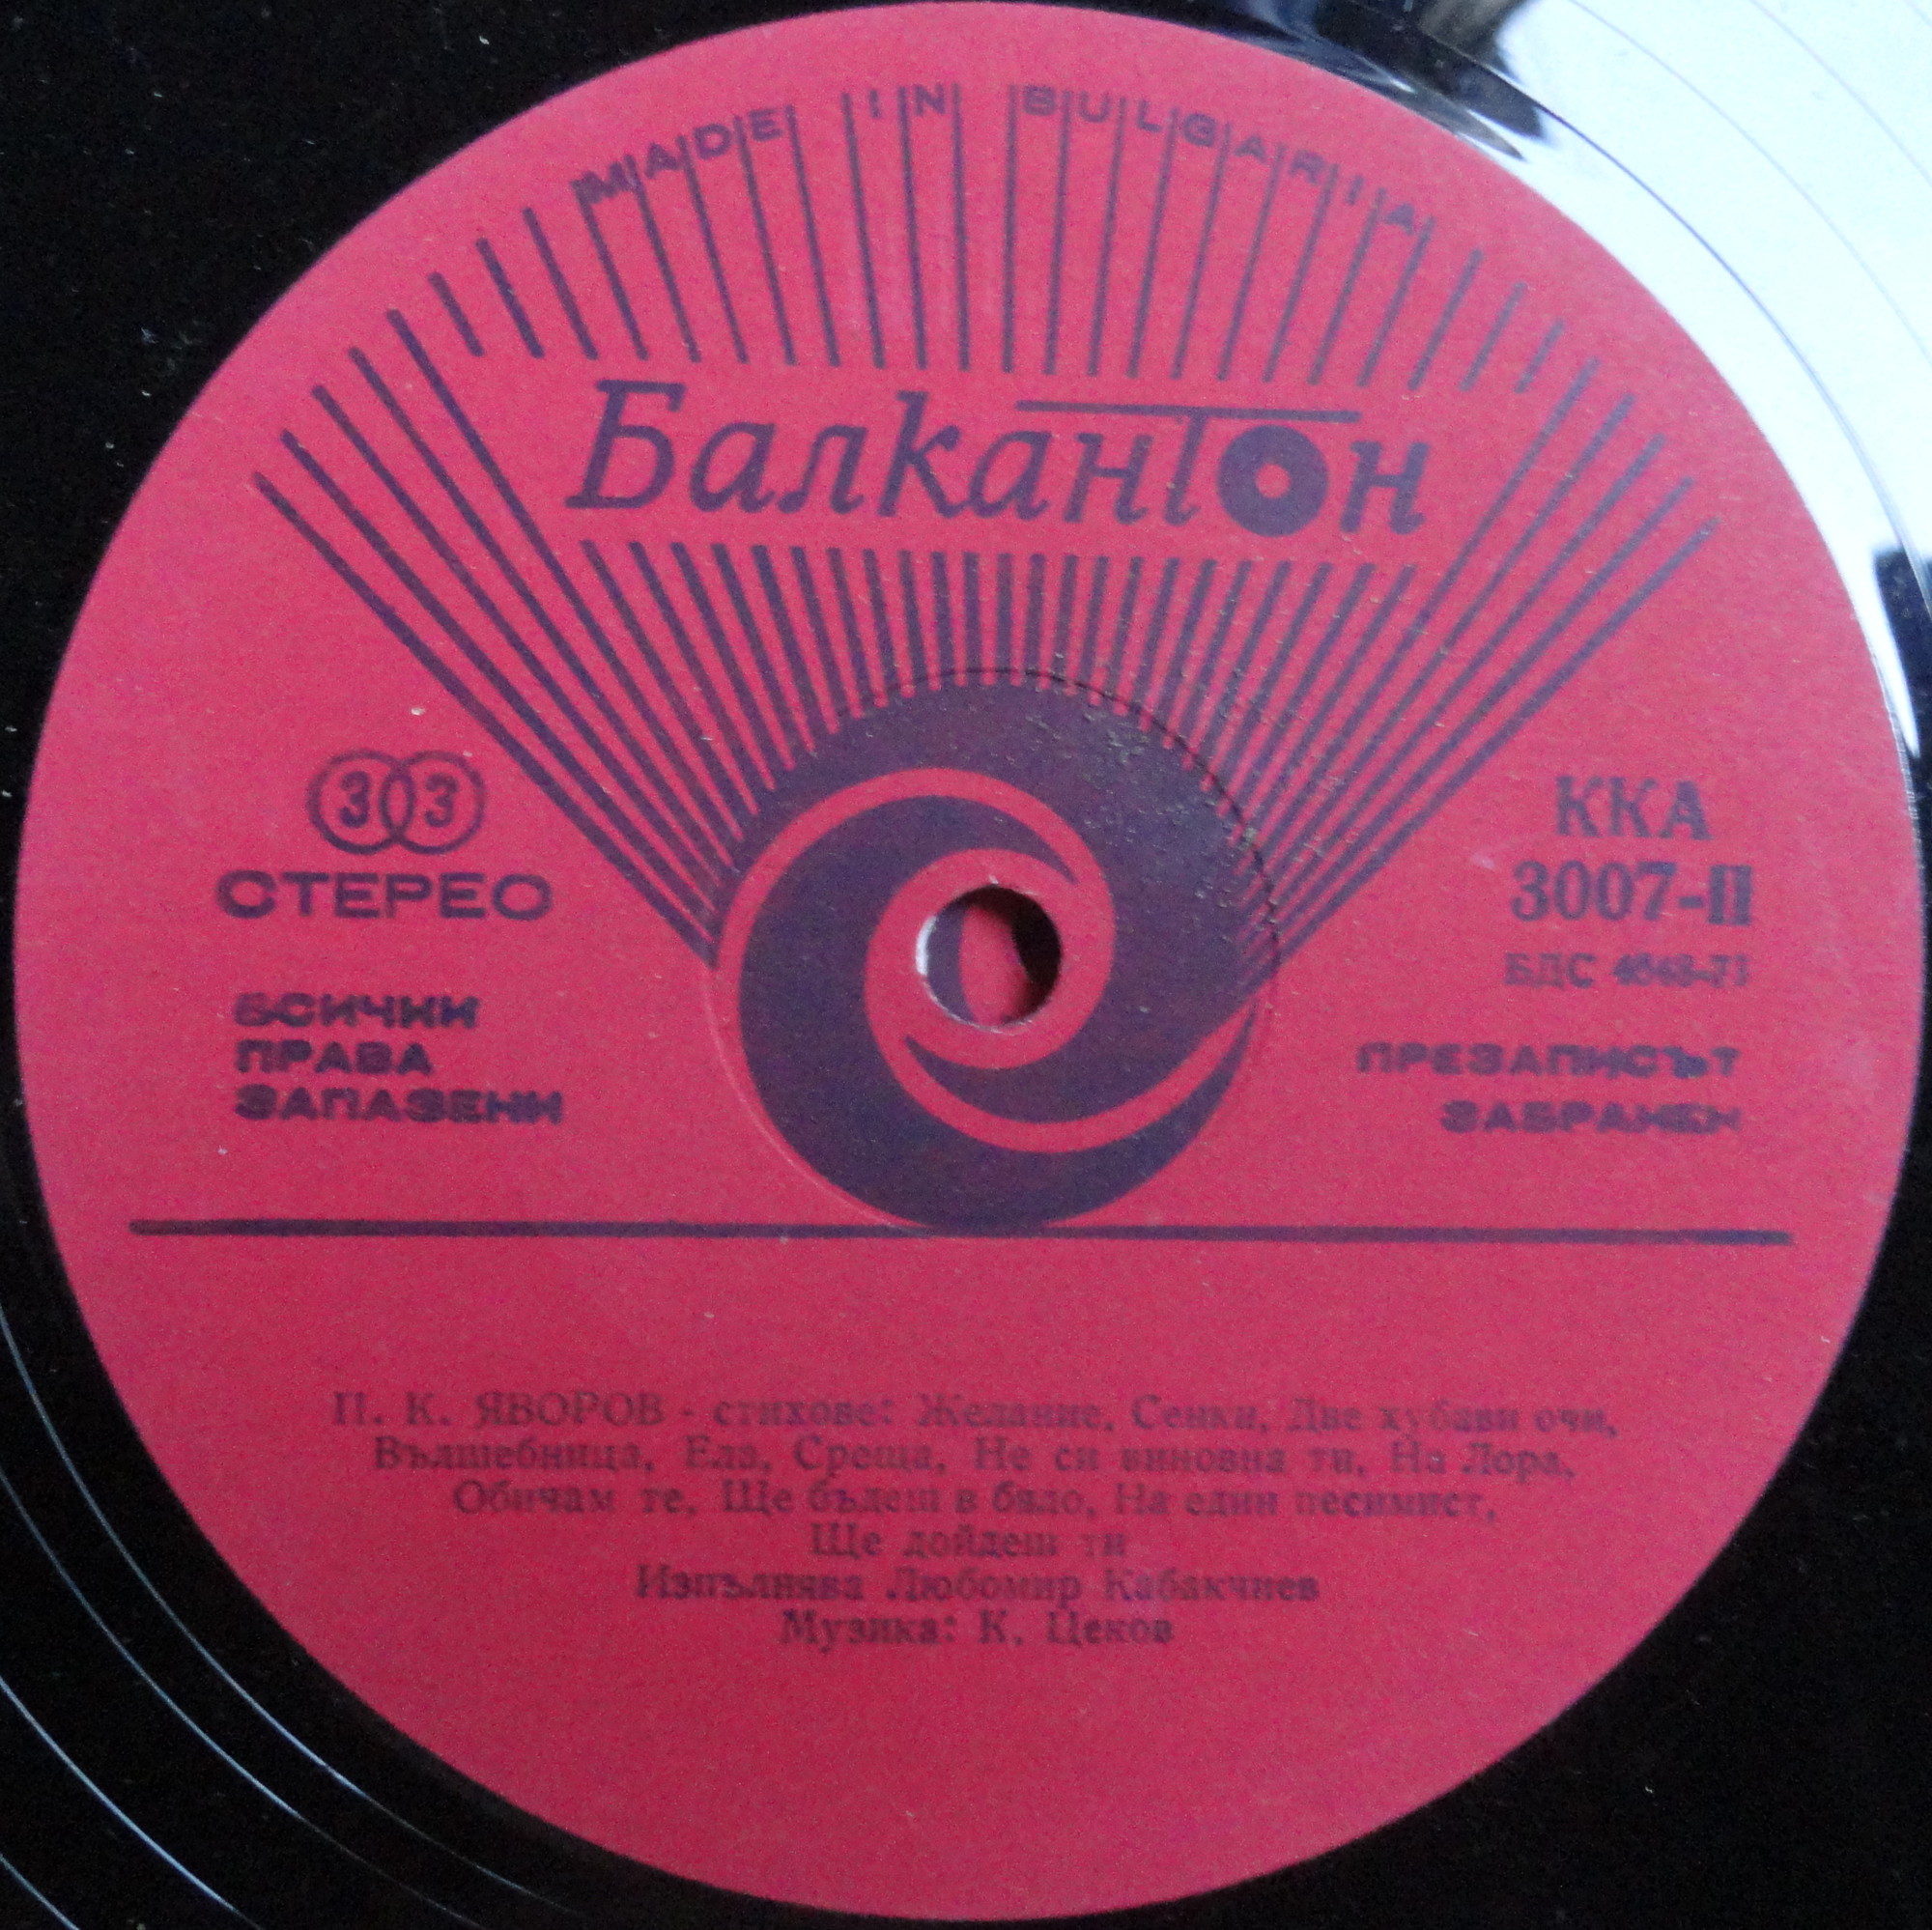 MADE IN BULGARIA
Балкантон
33
СТЕРЕО
ВСИЧКИ
ПРАВА
ЗАПАЗЕНИ
ККА
3007-II
БДС
ПРЕЗАПИСЪТ
ЗАБРАНЕН
П. К. ЯВОРОВ - стихове: Желание, Сенки, Две хубави очи,
Вълшебница, Ела, Среща, Не си виновна ти, На Лора,
Обичам те, Ще бъдеш в бяло, На един песимист,
Ще дойдеш ти
Изпълнява Любомир Кабакчиев
Музика: К. Цеков